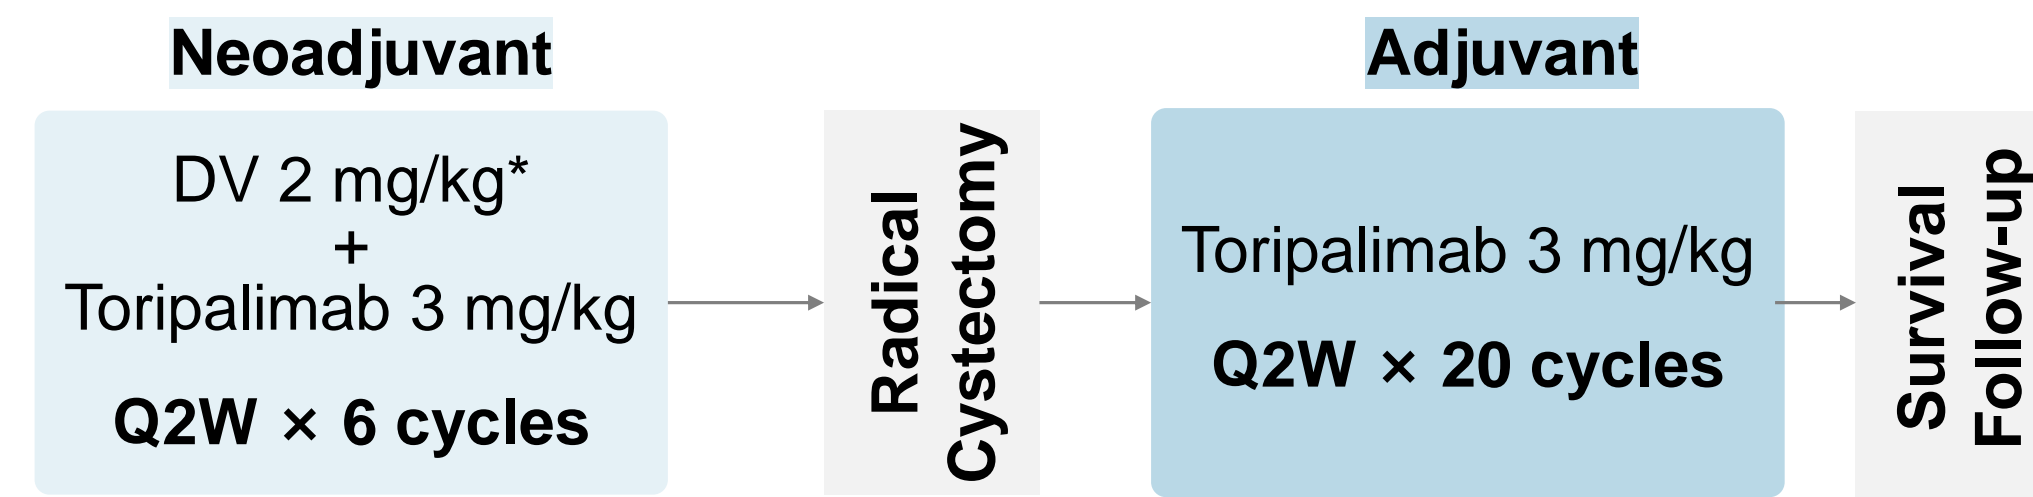 Neoadjuvant
DV 2 mg/kg*
+
Toripalimab 3 mg/kg
Q2W × 6 cycles
Radical
Cystectomy
Adjuvant
Toripalimab 3 mg/kg
Q2W × 20 cycles
Survival
Follow-up